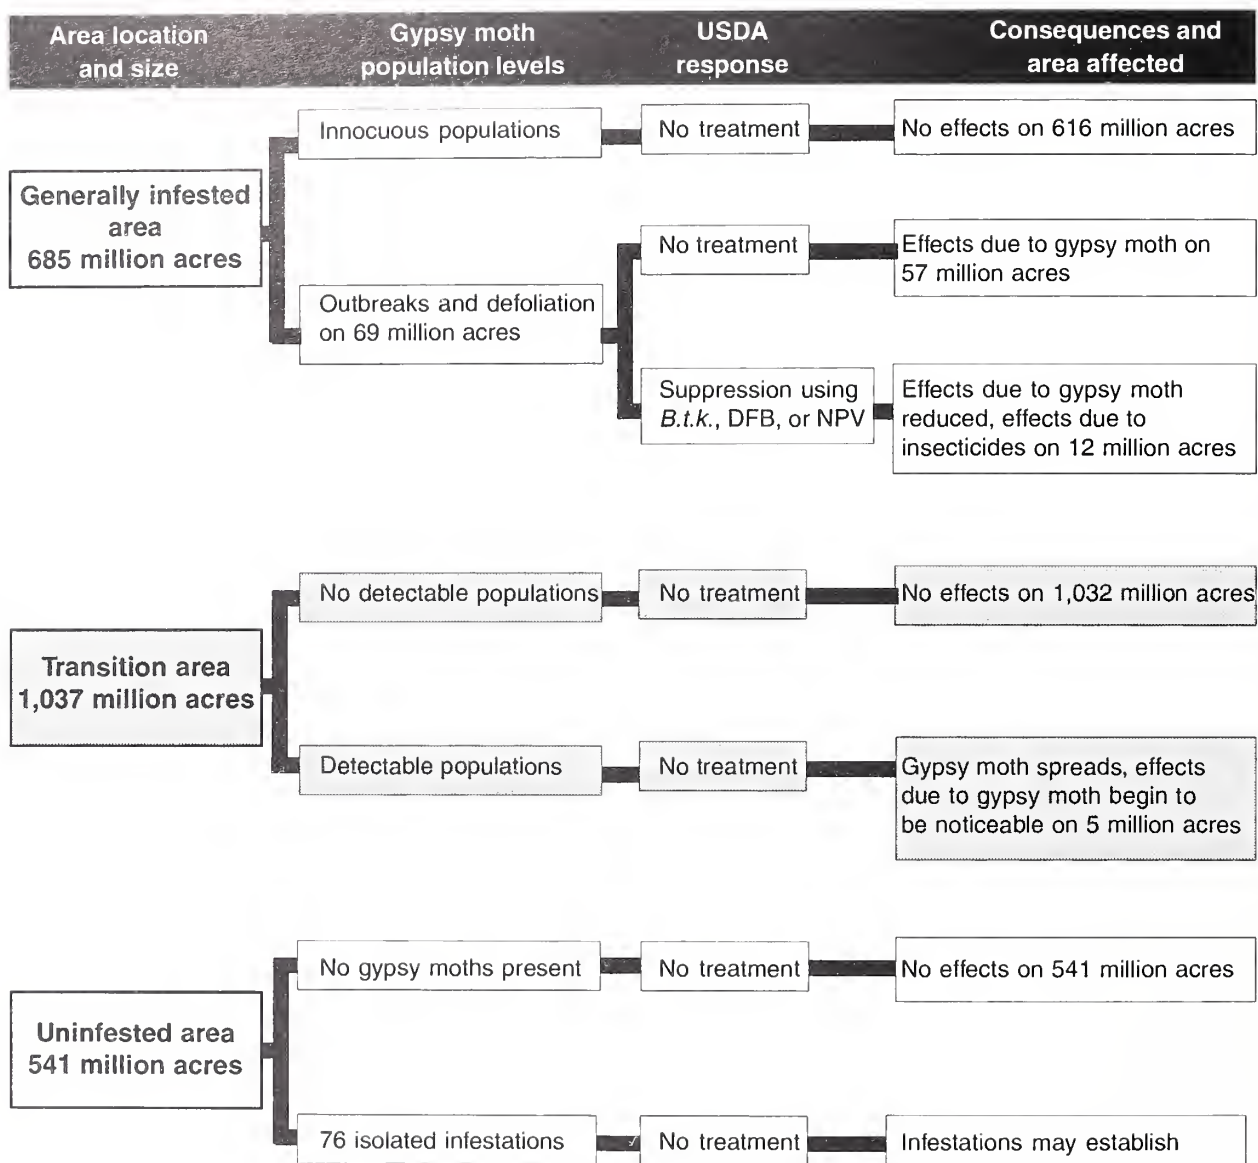 Area location
and size
Gypsy moth
population levels
USDA
response
Consequences and
area affected
Generally infested
area
685 million acres
Innocuous populations
No treatment
No effects on 616 million acres
Outbreaks and defoliation
on 69 million acres
No treatment
Effects due to gypsy moth on
57 million acres
Suppression using
B.t.k., DFB, or NPV
Effects due to gypsy moth
reduced, effects due to
insecticides on 12 million acres
Transition area
1,037 million acres
No detectable populations
No treatment
No effects on 1,032 million acres
Detectable populations
No treatment
Gypsy moth spreads, effects
due to gypsy moth begin to
be noticeable on 5 million acres
Uninfested area
541 million acres
No gypsy moths present
No treatment
No effects on 541 million acres
76 isolated infestations
No treatment
Infestations may establish